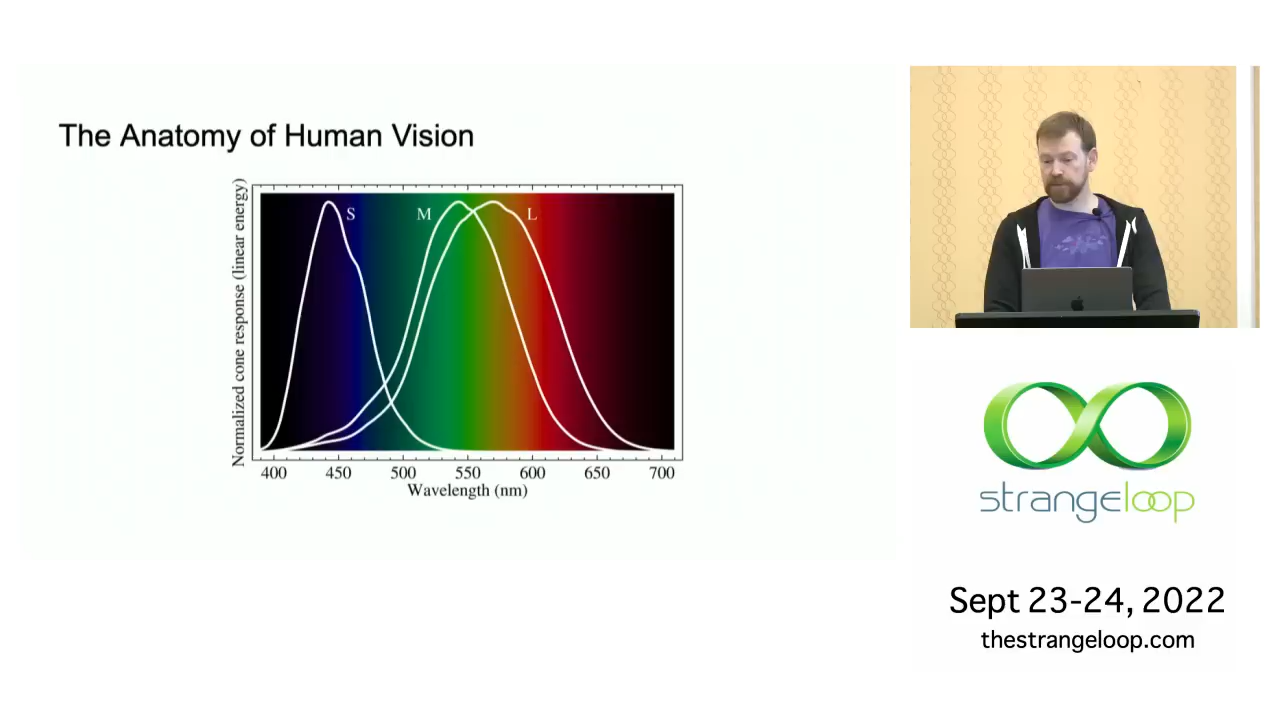 The Anatomy of Human Vision
Normalized cone response (linear energy)
S
M
L
400 450 500 550 600 650 700
Wavelength (nm)
strangeloop
Sept 23-24, 2022
thestrangeloop.com